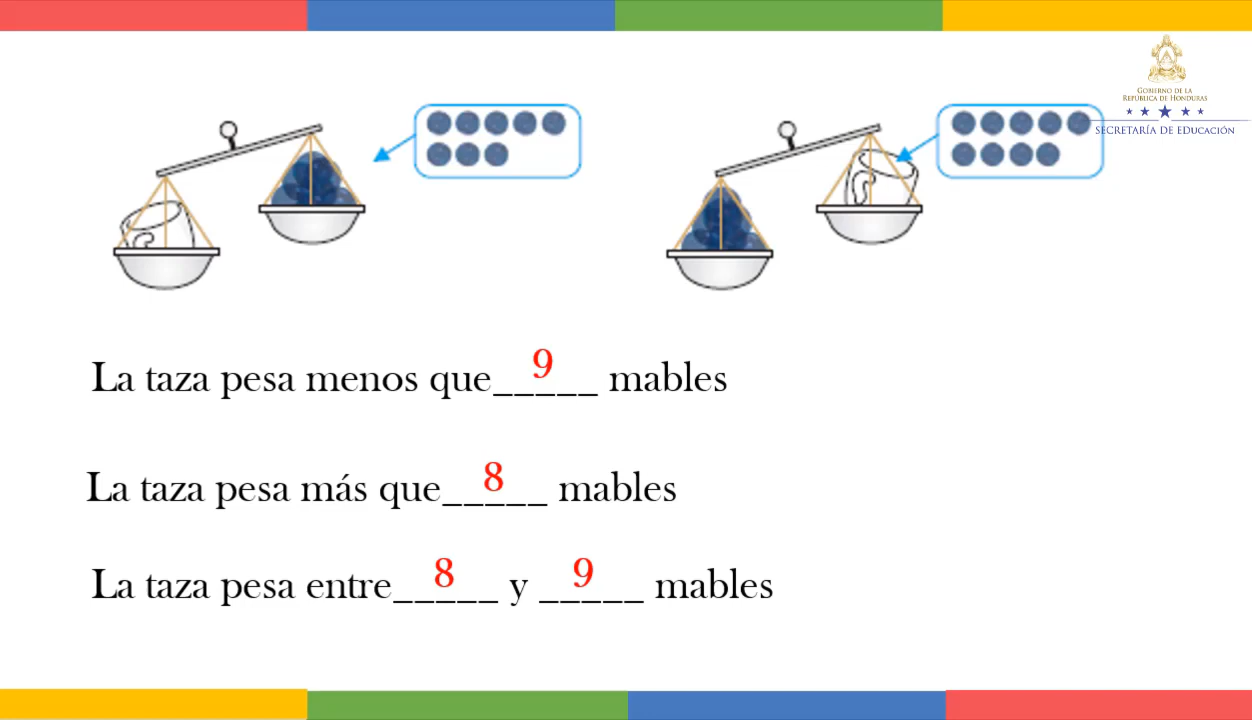 GOBIERNO DE LA
REPÚBLICA DE HONDURAS
SECRETARÍA DE EDUCACIÓN
La taza pesa menos que_____ mables
9
La taza pesa más que_____ mables
8
La taza pesa entre_____ y _____ mables
8 9